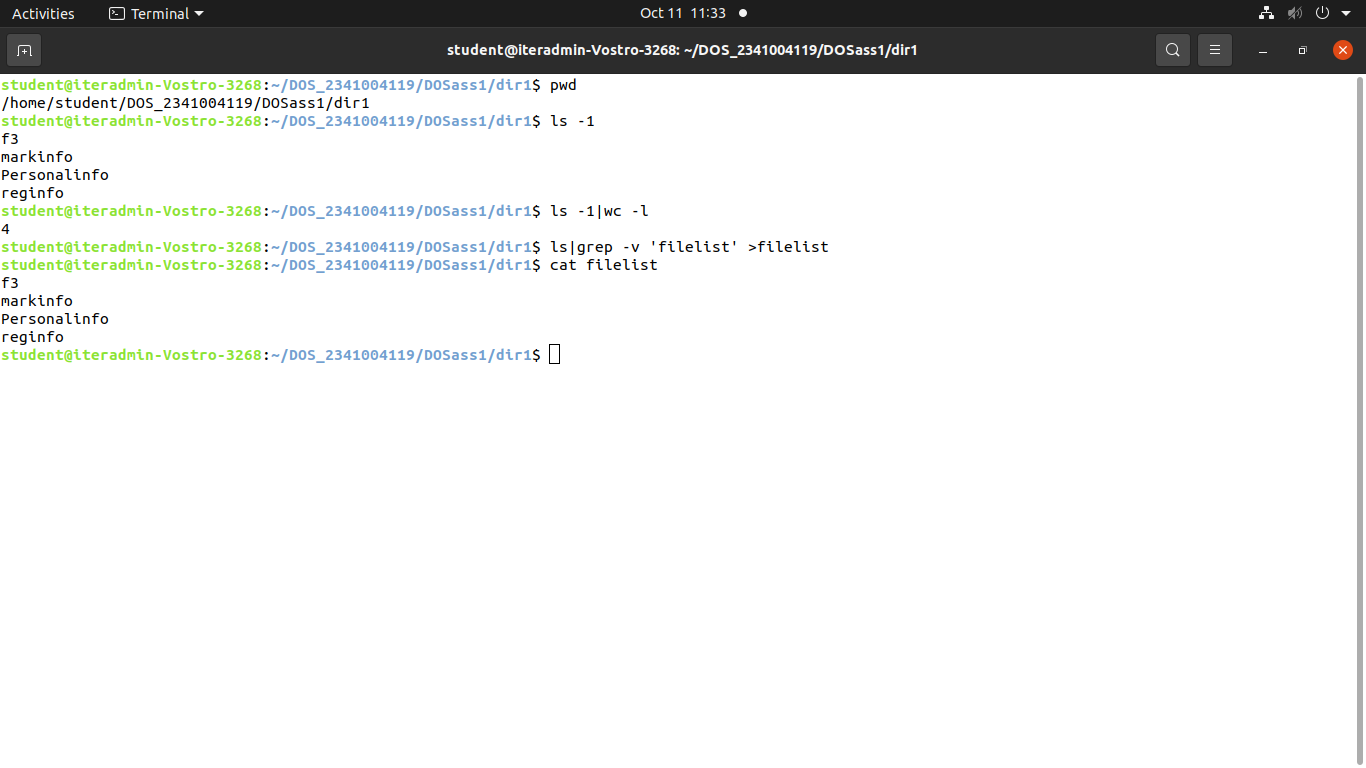 Activities Terminal Oct 11 11:33
student@iteradmin-Vostro-3268: ~/DOS_2341004119/DOSass1/dir1
student@iteradmin-Vostro-3268:~/DOS_2341004119/DOSass1/dir1$ pwd
/home/student/DOS_2341004119/DOSass1/dir1
student@iteradmin-Vostro-3268:~/DOS_2341004119/DOSass1/dir1$ ls -1
f3
markinfo
Personalinfo
reginfo
student@iteradmin-Vostro-3268:~/DOS_2341004119/DOSass1/dir1$ ls -1|wc -l
4
student@iteradmin-Vostro-3268:~/DOS_2341004119/DOSass1/dir1$ ls|grep -v 'filelist' >filelist
student@iteradmin-Vostro-3268:~/DOS_2341004119/DOSass1/dir1$ cat filelist
f3
markinfo
Personalinfo
reginfo
student@iteradmin-Vostro-3268:~/DOS_2341004119/DOSass1/dir1$